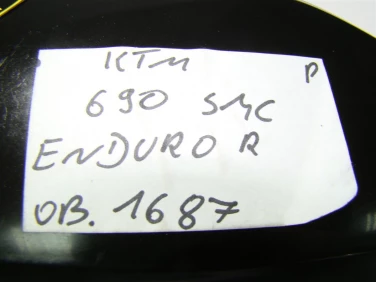 KTM P
690 SMC
ENDURO R
OB. 1687